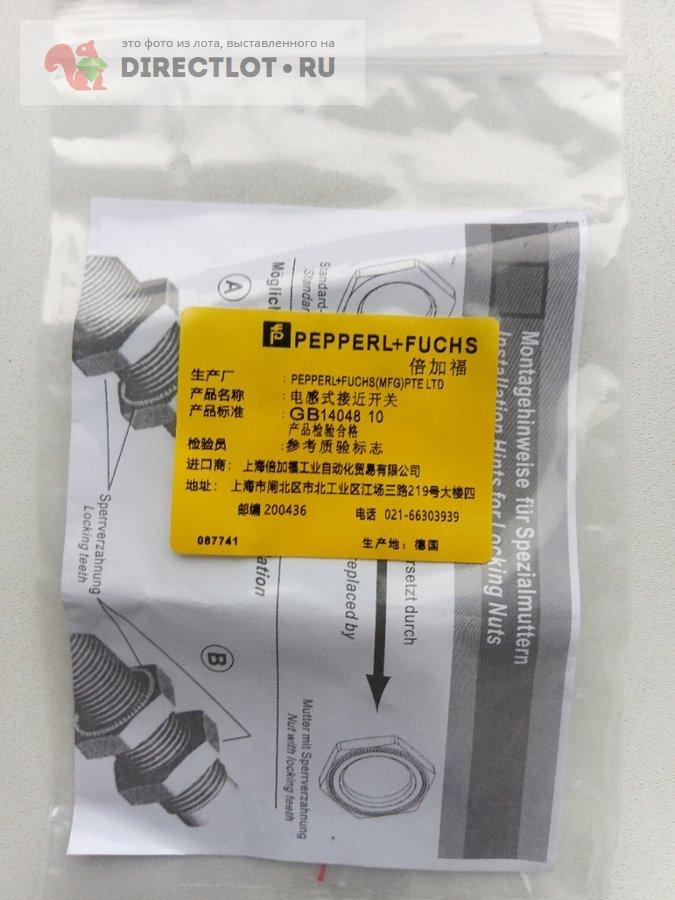 это фото из лота, выставленного на
DIRECTLOT.RU
Montagehinweise für Spezialmuttern
Installation Hints for Locking Nuts
Standard-
Standar
Möglich
A
PEPPERL+FUCHS
倍加福
生产厂 : PEPPERL+FUCHS(MFG)PTE LTD
产品名称 : 电感式接近开关
产品标准 : GB14048 10
产品检验合格
检验员 : 参考质验标志
进口商: 上海倍加福工业自动化贸易有限公司
地址: 上海市闸北区市北工业区江场三路219号大楼四
邮编 200436 电话 021-66303939
087741 生产地: 德国
ersetzt durch
replaced by
ation
Sperrverzahnung
Locking teeth
B
Mutter mit Sperrverzahnung
Nut with locking teeth